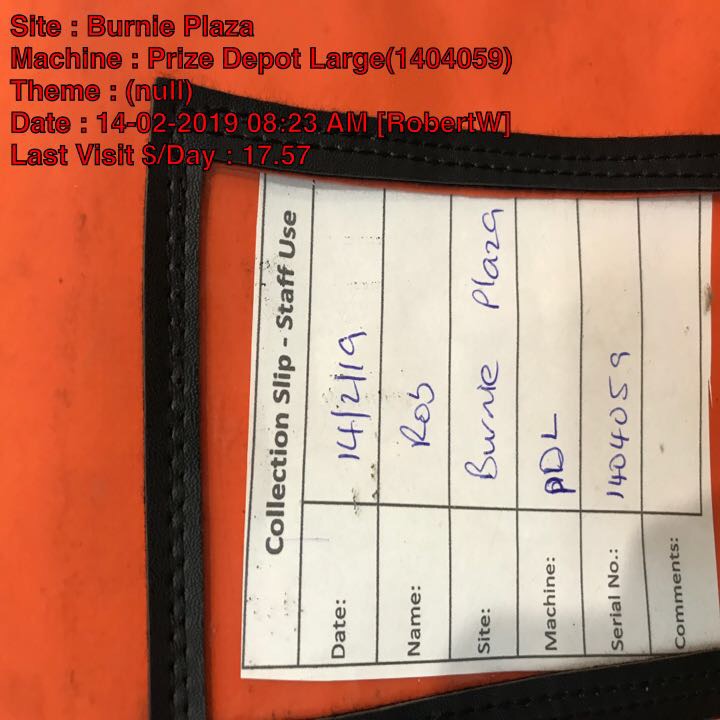 Site : Burnie Plaza
Machine : Prize Depot Large(1404059)
Theme : (null)
Date : 14-02-2019 08:23 AM [RobertW]
Last Visit $/Day : 17.57
Collection Slip - Staff Use
Date: 14/2/19
Name: Rob
Site: Burnie Plaza
Machine: PDL
Serial No.: 1404059
Comments: